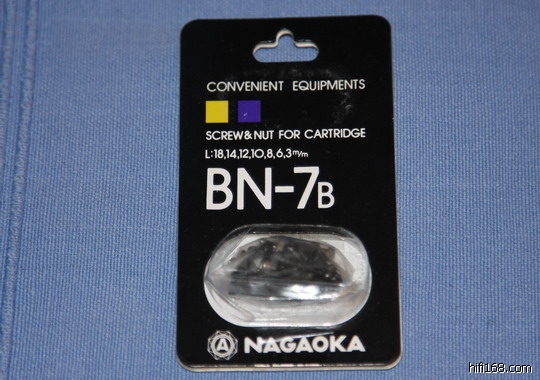 CONVENIENT EQUIPMENTS
SCREW&NUT FOR CARTRIDGE
L:18,14,12,10,8,6,3m/m
BN-7B
A NAGAOKA
hifi168.com